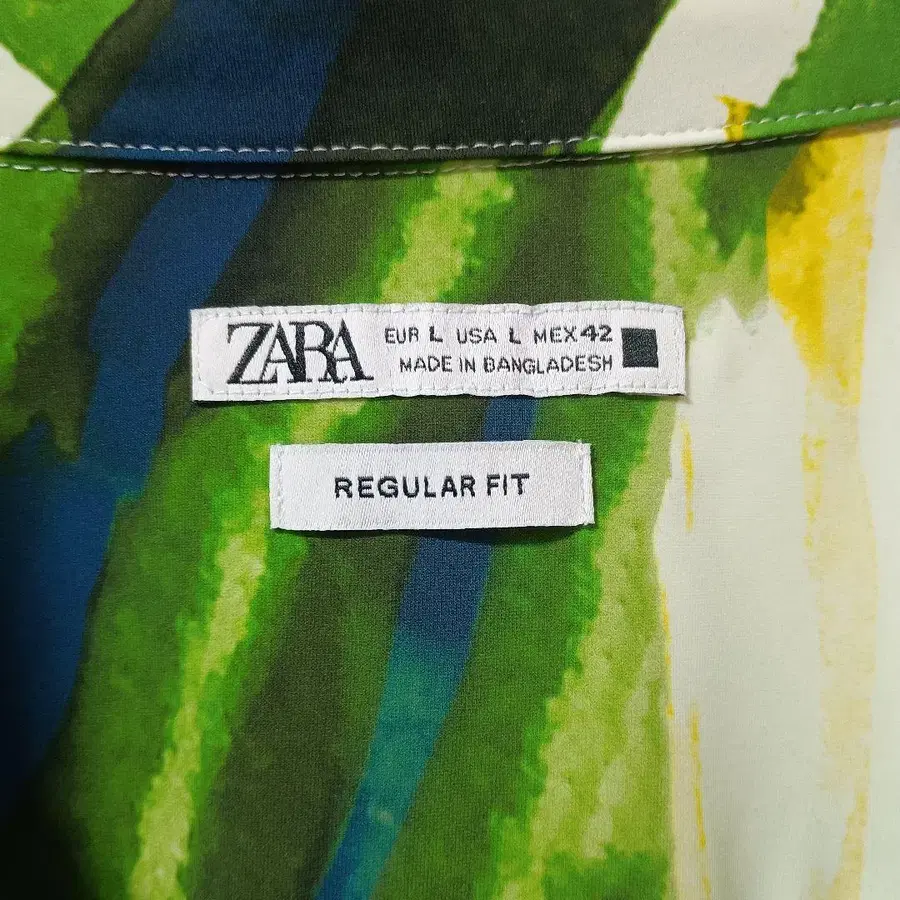 ZARA
EUR L USA L MEX 42
MADE IN BANGLADESH
REGULAR FIT